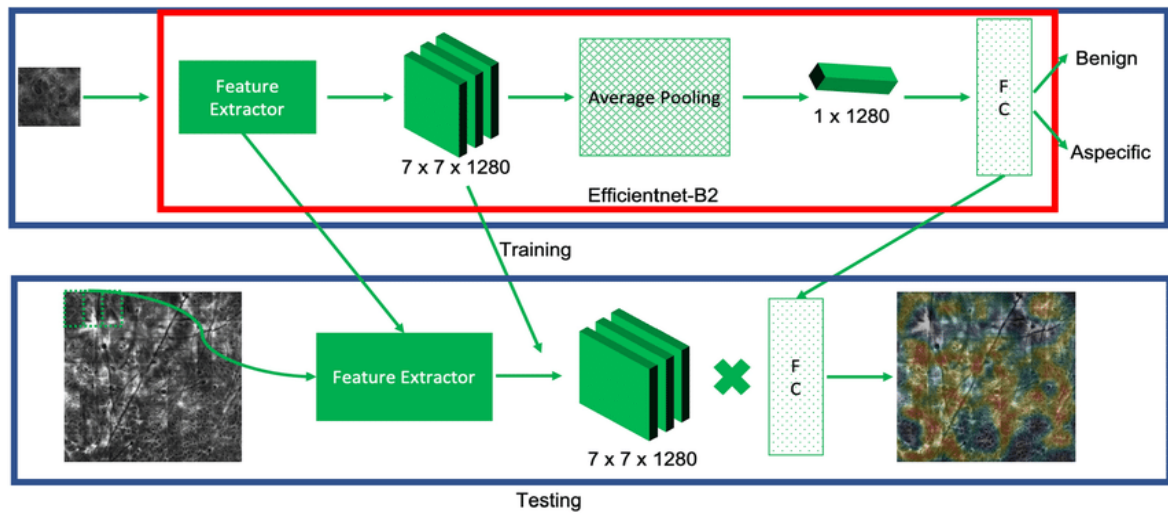 Feature
Extractor
7 x 7 x 1280
Average Pooling
1 x 1280
F
C
Benign
Aspecific
Efficientnet-B2
Training
Feature Extractor
7 x 7 x 1280
F
C
Testing